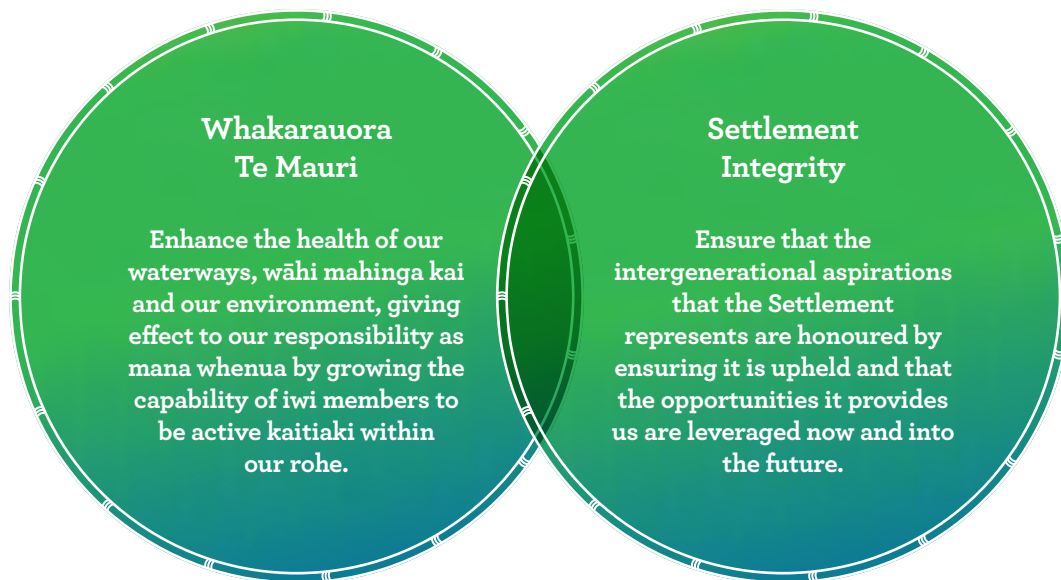 Whakarauora
Te Mauri
Enhance the health of our
waterways, wāhi mahinga kai
and our environment, giving
effect to our responsibility as
mana whenua by growing the
capability of iwi members to
be active kaitiaki within
our rohe.
Settlement
Integrity
Ensure that the
intergenerational aspirations
that the Settlement
represents are honoured by
ensuring it is upheld and that
the opportunities it provides
us are leveraged now and into
the future.